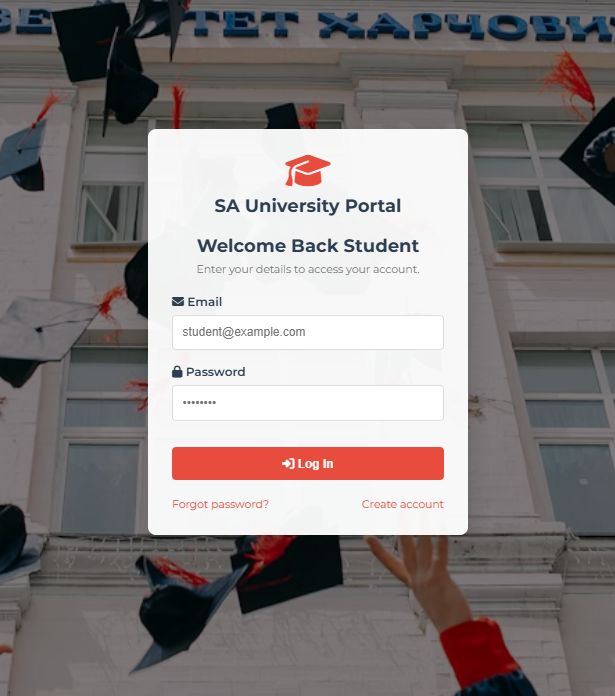 ТЕТ ХАРЧОВИ
SA University Portal
Welcome Back Student
Enter your details to access your account.
Email
student@example.com
Password
••••••••
Log In
Forgot password?
Create account